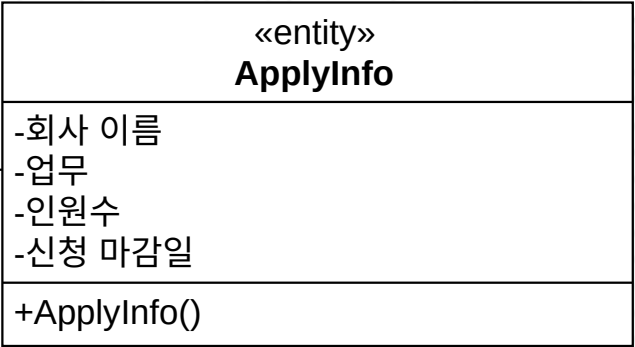 «entity»
ApplyInfo
-회사 이름
-업무
-인원수
-신청 마감일
+ApplyInfo()